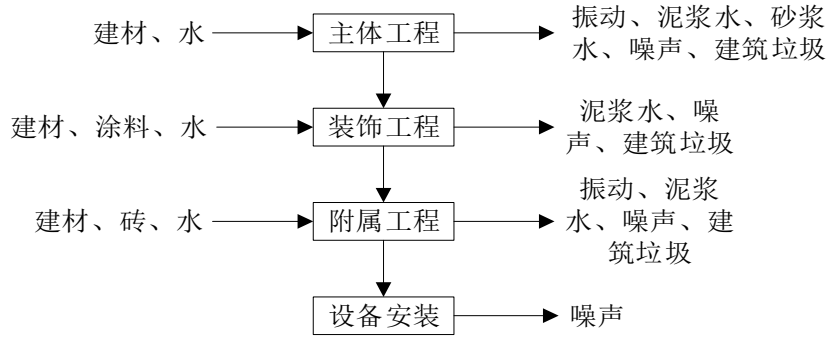 建材、水
主体工程
振动、泥浆水、砂浆
水、噪声、建筑垃圾
建材、涂料、水
装饰工程
泥浆水、噪
声、建筑垃圾
建材、砖、水
附属工程
振动、泥浆
水、噪声、建
筑垃圾
设备安装
噪声